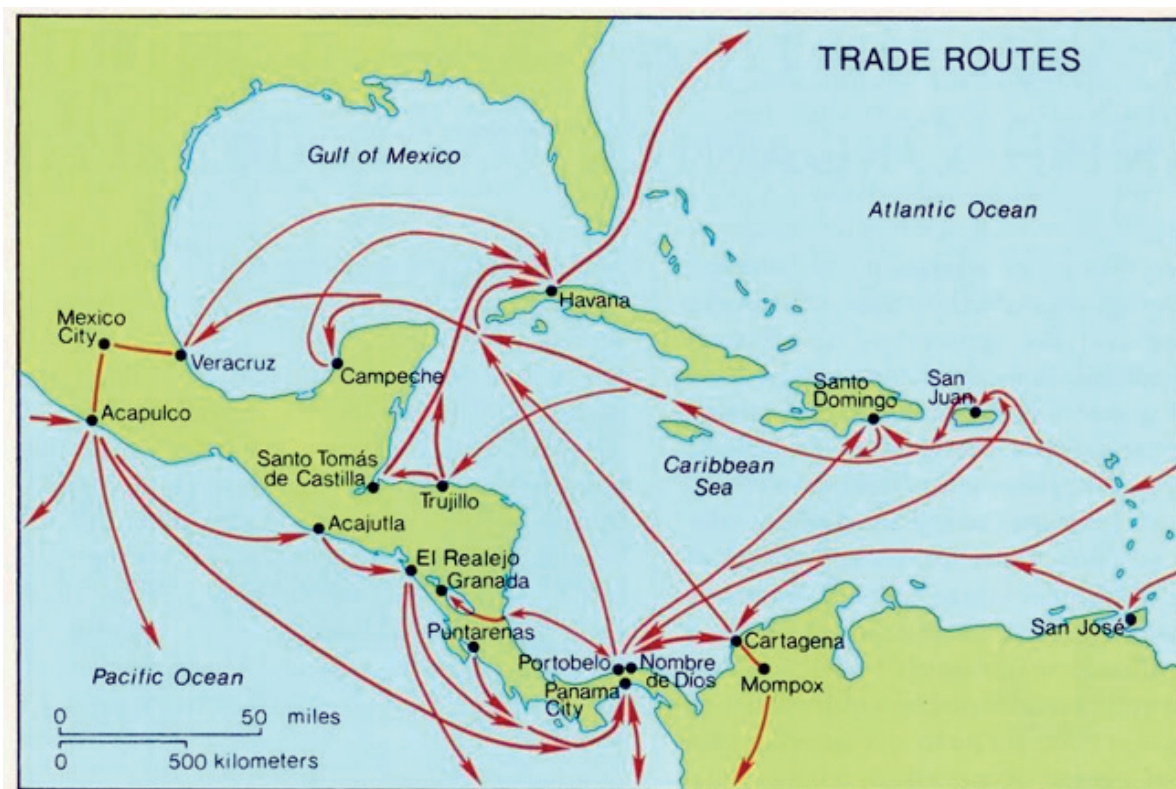 TRADE ROUTES
Gulf of Mexico
Atlantic Ocean
Havana
Mexico
City
Veracruz
Campeche
Santo
Domingo
San
Juan
Acapulco
Caribbean
Sea
Santo Tomás
de Castilla
Trujillo
Acajutla
El Realejo
Granada
Puntarenas
San José
Cartagena
Portobelo
Nombre
de Dios
Mompox
Panama
City
Pacific Ocean
0 50 miles
0 500 kilometers